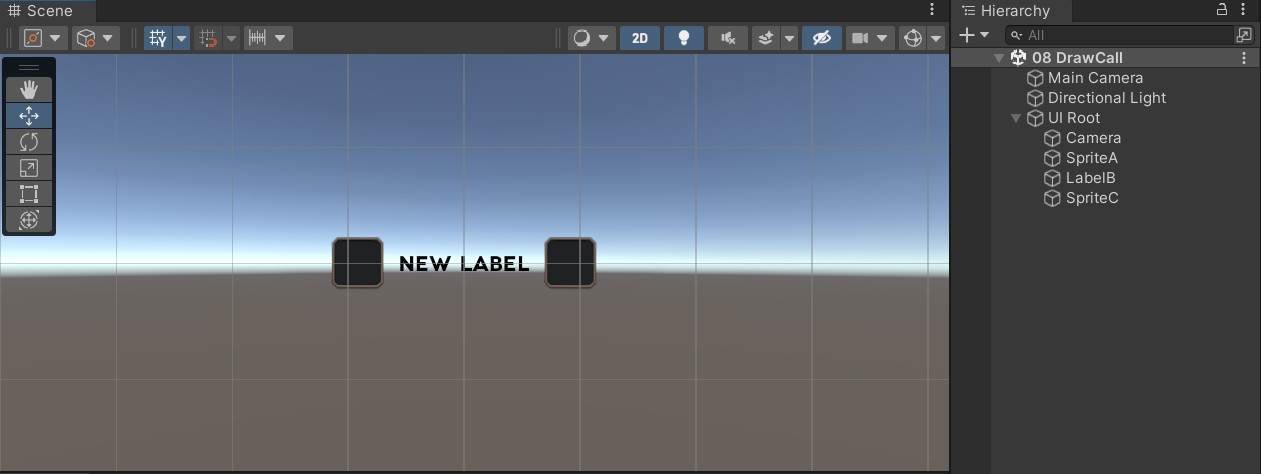 Scene
Hierarchy
2D
All
08 DrawCall
Main Camera
Directional Light
UI Root
Camera
SpriteA
LabelB
SpriteC
NEW LABEL